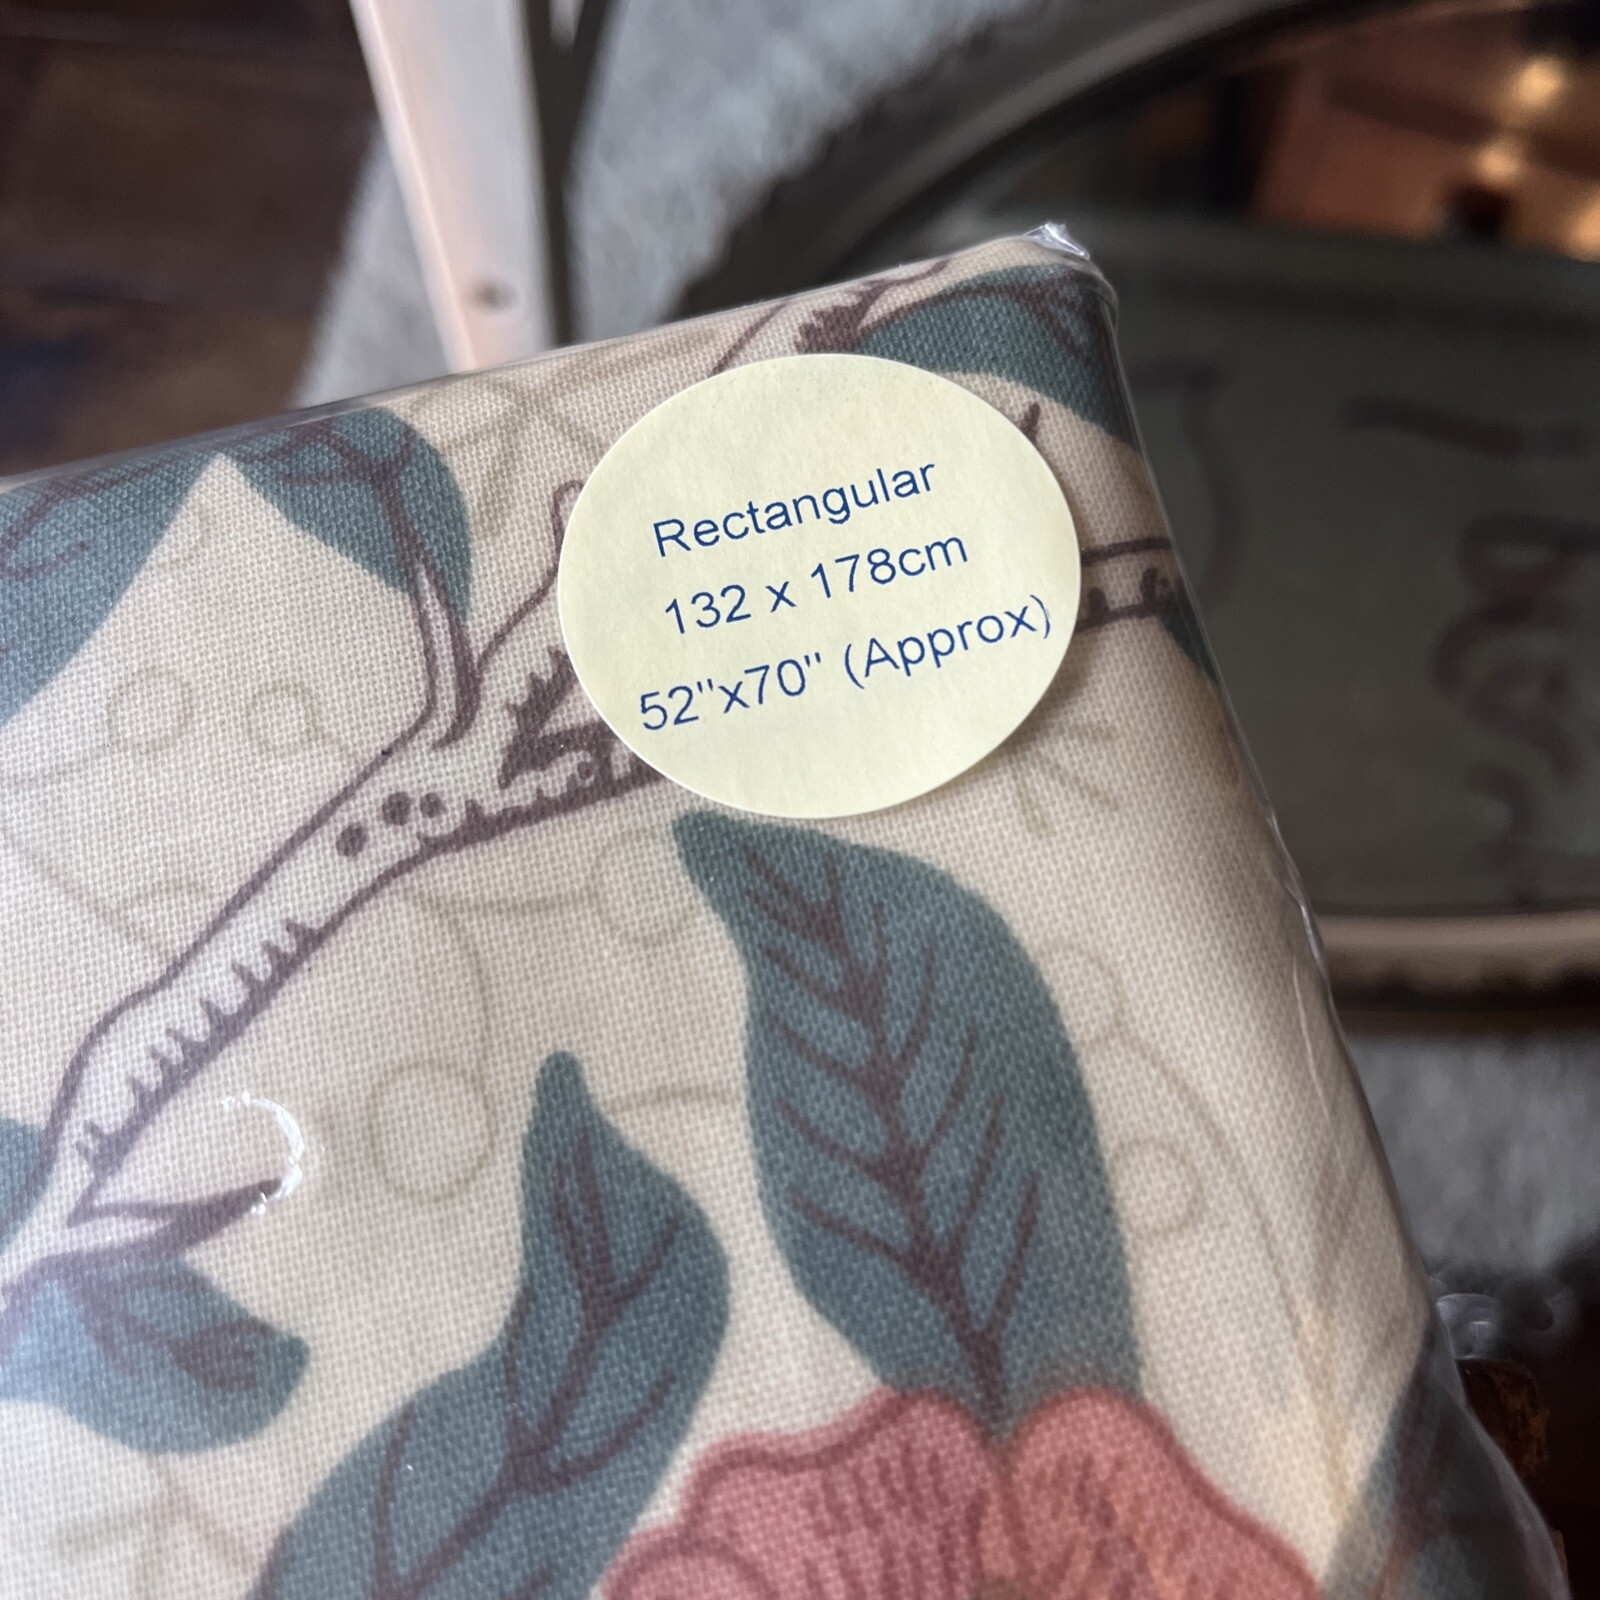 Rectangular
132 x 178cm
52"x70" (Approx)